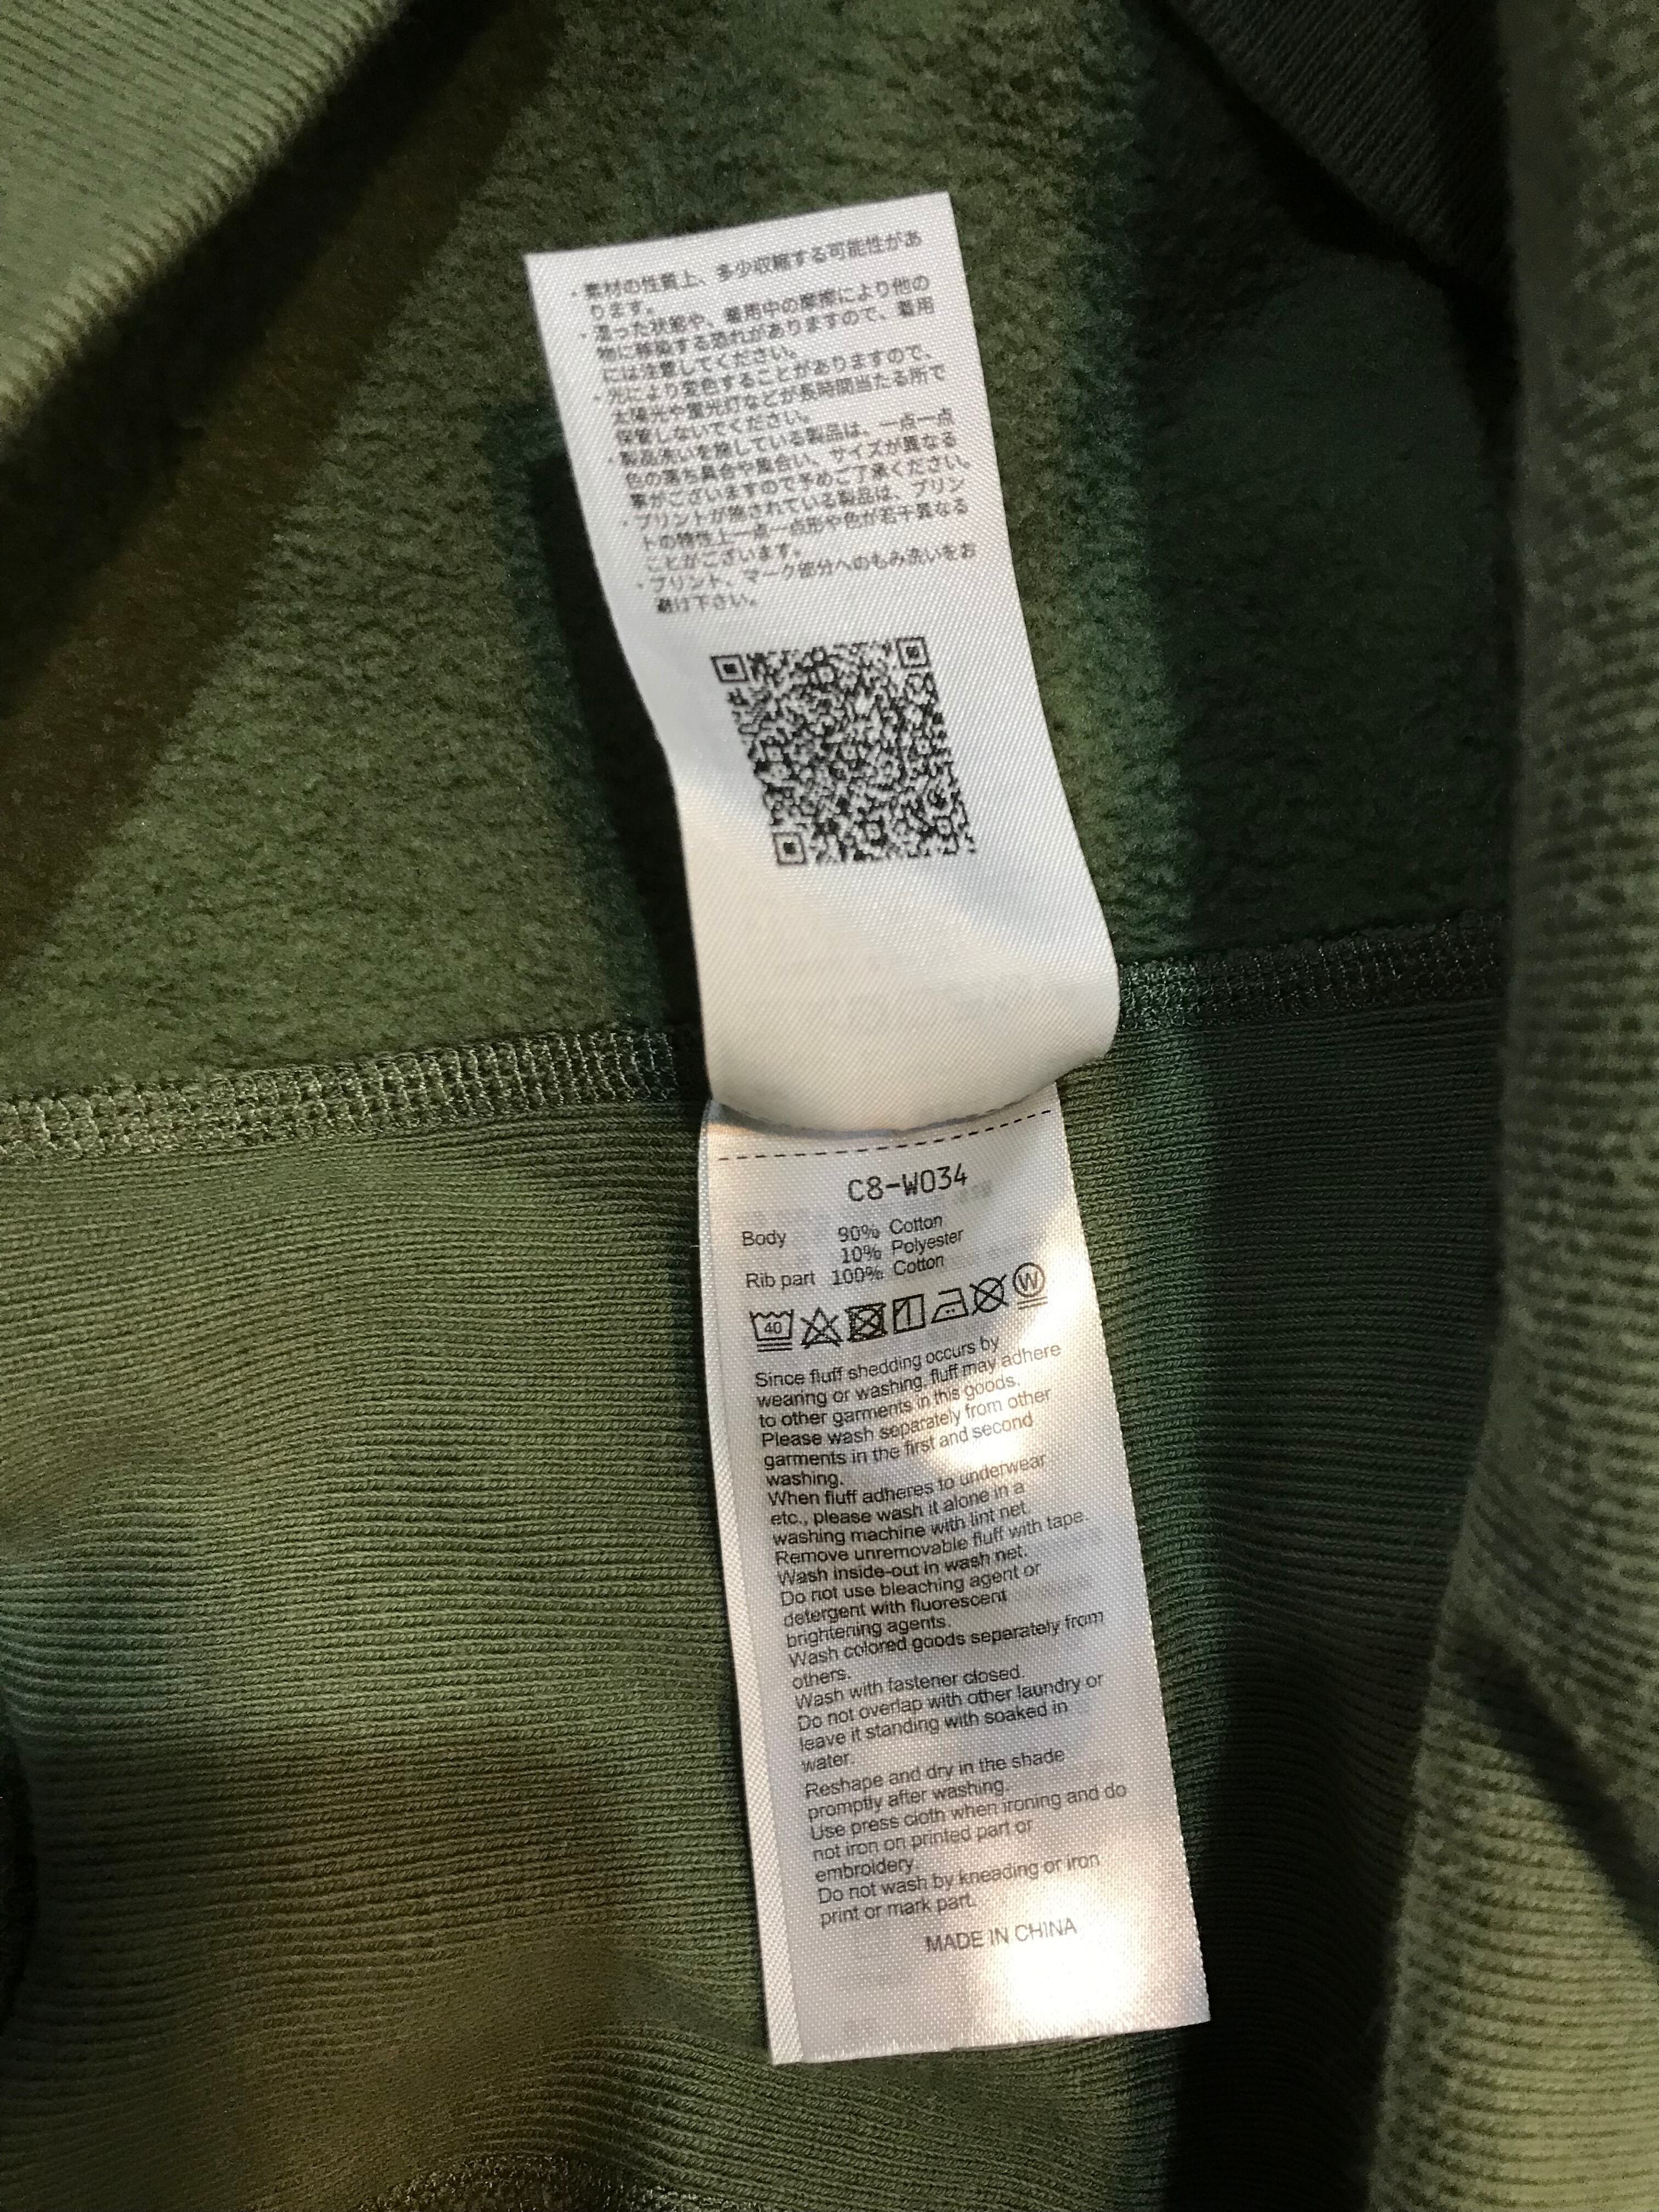 ・素材の性質上、多少収縮する可能性があ
ります。
・湿った状態や、着用中の摩擦により他の
物に移染する恐れがありますので、着用
には注意してください。
・光により変色することがありますので、
太陽光や蛍光灯などが長時間当たる所で
保管しないでください。
・製品洗いを施している製品は、一点一点
色の落ち具合や風合い、サイズが異なる
事がございますので予めご了承ください。
・プリントが施されている製品は、プリン
トの特性上一点一点形や色が若干異なる
ことがございます。
・プリント、マーク部分へのもみ洗いをお
避け下さい。
C8-W034
Body 90% Cotton
10% Polyester
Rib part 100% Cotton
40
W
Since fluff shedding occurs by
wearing or washing, fluff may adhere
to other garments in this goods.
Please wash separately from other
garments in the first and second
washing.
When fluff adheres to underwear
etc., please wash it alone in a
washing machine with lint net.
Remove unremovable fluff with tape.
Wash inside-out in wash net.
Do not use bleaching agent or
detergent with fluorescent
brightening agents.
Wash colored goods separately from
others.
Wash with fastener closed.
Do not overlap with other laundry or
leave it standing with soaked in
water.
Reshape and dry in the shade
promptly after washing.
Use press cloth when ironing and do
not iron on printed part or
embroidery.
Do not wash by kneading or iron
print or mark part.
MADE IN CHINA